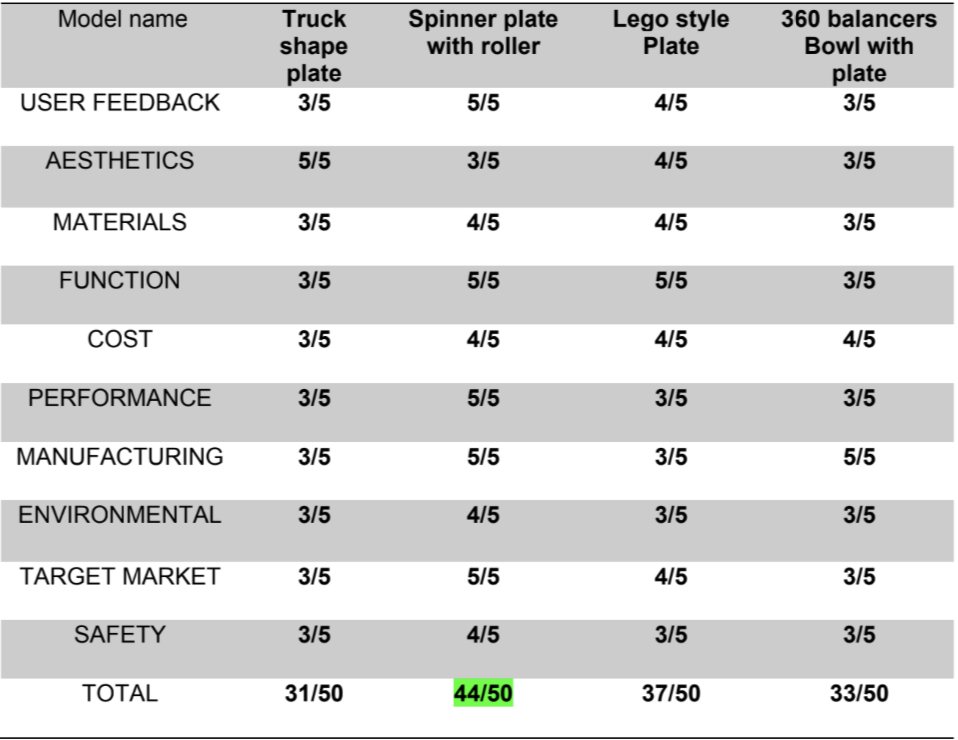 Model name Truck shape plate Spinner plate with roller Lego style Plate 360 balancers Bowl with plate
USER FEEDBACK 3/5 5/5 4/5 3/5
AESTHETICS 5/5 3/5 4/5 3/5
MATERIALS 3/5 4/5 4/5 3/5
FUNCTION 3/5 5/5 5/5 3/5
COST 3/5 4/5 4/5 4/5
PERFORMANCE 3/5 5/5 3/5 3/5
MANUFACTURING 3/5 5/5 3/5 5/5
ENVIRONMENTAL 3/5 4/5 3/5 3/5
TARGET MARKET 3/5 5/5 4/5 3/5
SAFETY 3/5 4/5 3/5 3/5
TOTAL 31/50 44/50 37/50 33/50